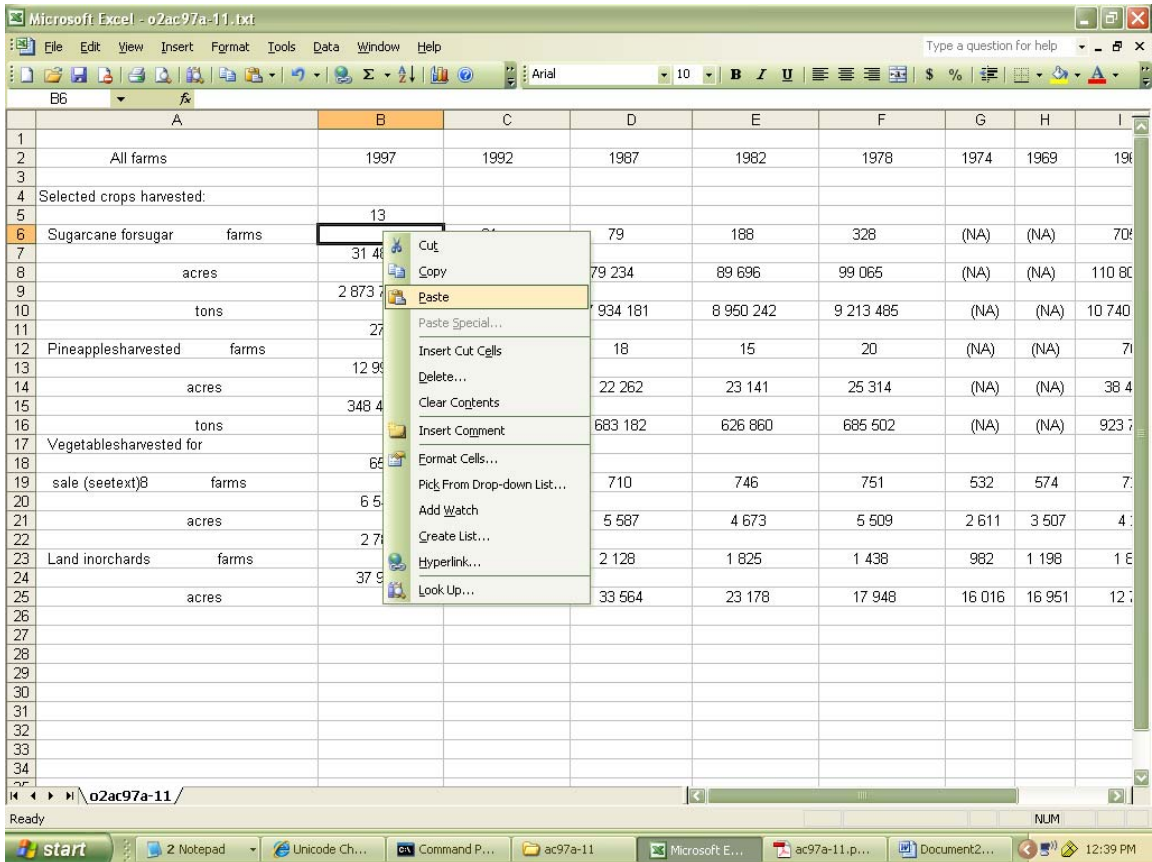 Microsoft Excel - o2ac97a-11.txt
File Edit View Insert Format Tools Data Window Help Type a question for help
Arial 10 B I U $ %
B6 fx
A B C D E F G H I
1
2 All farms 1997 1992 1987 1982 1978 1974 1969
3
4 Selected crops harvested:
5 13
6 Sugarcane forsugar farms 79 188 328 (NA) (NA)
7 31
8 acres 79 234 89 696 99 065 (NA) (NA) 110
9 2 873
10 tons 934 181 8 950 242 9 213 485 (NA) (NA) 10 740
11 27
12 Pineapplesharvested farms 18 15 20 (NA) (NA)
13 12
14 acres 22 262 23 141 25 314 (NA) (NA) 38 4
15 348 4
16 tons 683 182 626 860 685 502 (NA) (NA) 923
17 Vegetablesharvested for
18 65
19 sale (seetext)8 farms 710 746 751 532 574
20 6 5
21 acres 5 587 4 673 5 509 2 611 3 507 4
22 2 7
23 Land inorchards farms 2 128 1 825 1 438 982 1 198 1
24 37 9
25 acres 33 564 23 178 17 948 16 016 16 951 12
26
27
28
29
30
31
32
33
34
Cut
Copy
Paste
Paste Special...
Insert Cut Cells
Delete...
Clear Contents
Insert Comment
Format Cells...
Pick From Drop-down List...
Add Watch
Create List...
Hyperlink...
Look Up...
o2ac97a-11
Ready NUM
start 2 Notepad Unicode Ch... Command P... ac97a-11 Microsoft E... ac97a-11.p... Document2... 12:39 PM